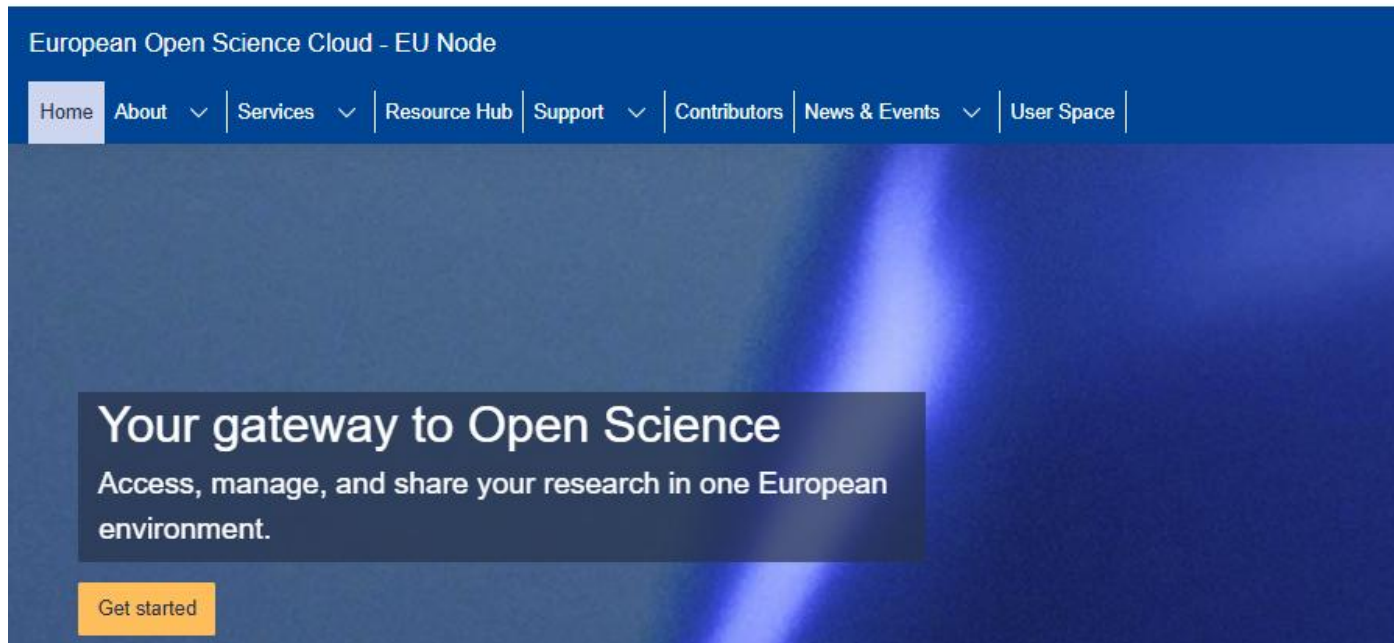 European Open Science Cloud - EU Node
Home About Services Resource Hub Support Contributors News & Events User Space
Your gateway to Open Science
Access, manage, and share your research in one European
environment.
Get started